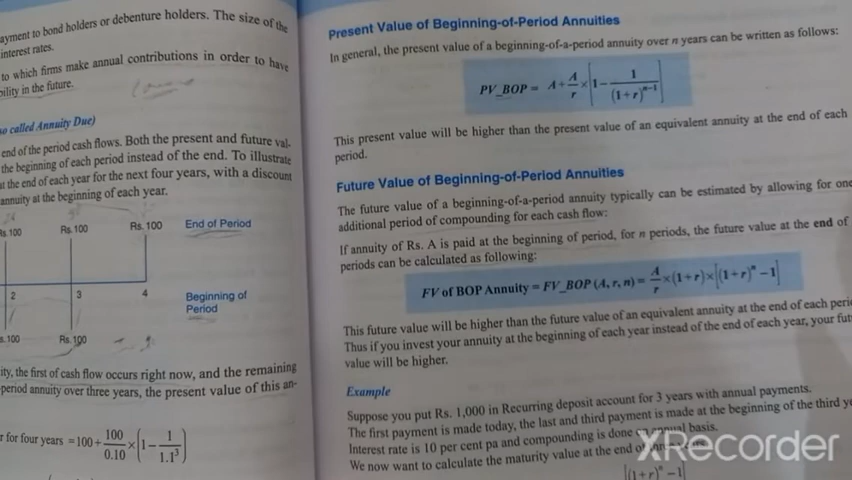 ayment to bond holders or debenture holders. The size of the
interest rates.
to which firms make annual contributions in order to have
bility in the future.
so called Annuity Due)
end of the period cash flows. Both the present and future val-
the beginning of each period instead of the end. To illustrate
at the end of each year for the next four years, with a discount
annuity at the beginning of each year.
Rs. 100 Rs. 100 Rs. 100 End of Period
2 3 4 Beginning of
Period
s. 100 Rs. 100
ity, the first of cash flow occurs right now, and the remaining
period annuity over three years, the present value of this an-
r for four years = 100 + 100/0.10 × (1 − 1/1.1³)
Present Value of Beginning-of-Period Annuities
In general, the present value of a beginning-of-a-period annuity over n years can be written as follows:
PV_BOP = A + A/r × [1 − 1/(1+r)ⁿ⁻¹]
This present value will be higher than the present value of an equivalent annuity at the end of each
period.
Future Value of Beginning-of-Period Annuities
The future value of a beginning-of-a-period annuity typically can be estimated by allowing for one
additional period of compounding for each cash flow:
If annuity of Rs. A is paid at the beginning of period, for n periods, the future value at the end of
periods can be calculated as following:
FV of BOP Annuity = FV_BOP (A, r, n) = A/r × (1+r) × [(1+r)ⁿ − 1]
This future value will be higher than the future value of an equivalent annuity at the end of each perio
Thus if you invest your annuity at the beginning of each year instead of the end of each year, your futu
value will be higher.
Example
Suppose you put Rs. 1,000 in Recurring deposit account for 3 years with annual payments.
The first payment is made today, the last and third payment is made at the beginning of the third ye
Interest rate is 10 per cent pa and compounding is done on annual basis.
We now want to calculate the maturity value at the end of
[(1+r)ⁿ − 1]
XRecorder